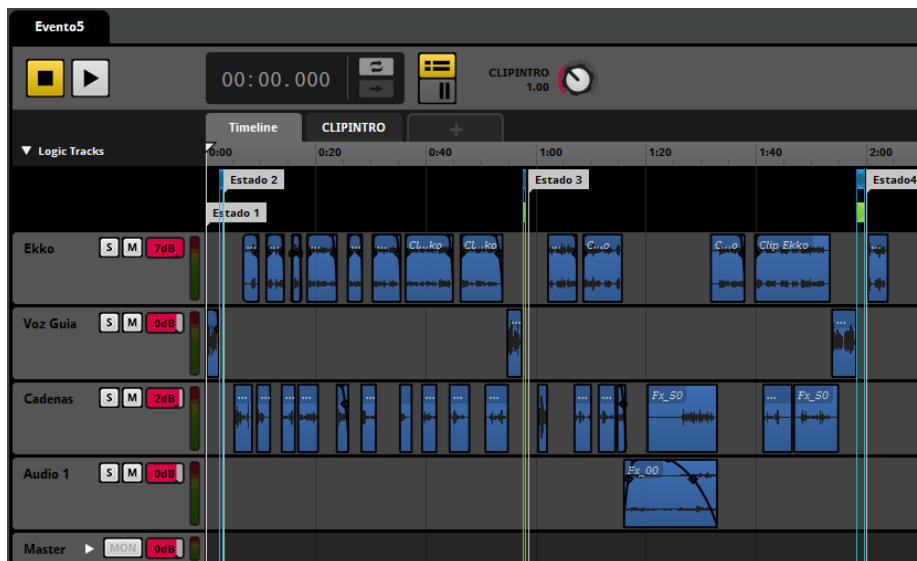 Evento5
00:00.000
CLIPINTRO
1.00
Timeline
CLIPINTRO
+
Logic Tracks
0:00
0:20
0:40
1:00
1:20
1:40
2:00
Estado 2
Estado 3
Estado4
Estado 1
Ekko
S
M
7dB
...
...
...
...
...
...
Cl...ko
Cl...ko
...
C...o
C...o
Clip Ekko
...
Voz Guia
S
M
0dB
...
...
Cadenas
S
M
2dB
...
...
...
...
...
...
...
...
...
...
...
...
Fx_50
...
Fx_50
Audio 1
S
M
0dB
Fx_00
Master
MON
0dB